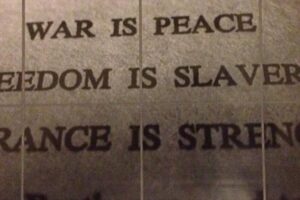 WAR IS PEACE
EEDOM IS SLAVER
RANCE IS STREN